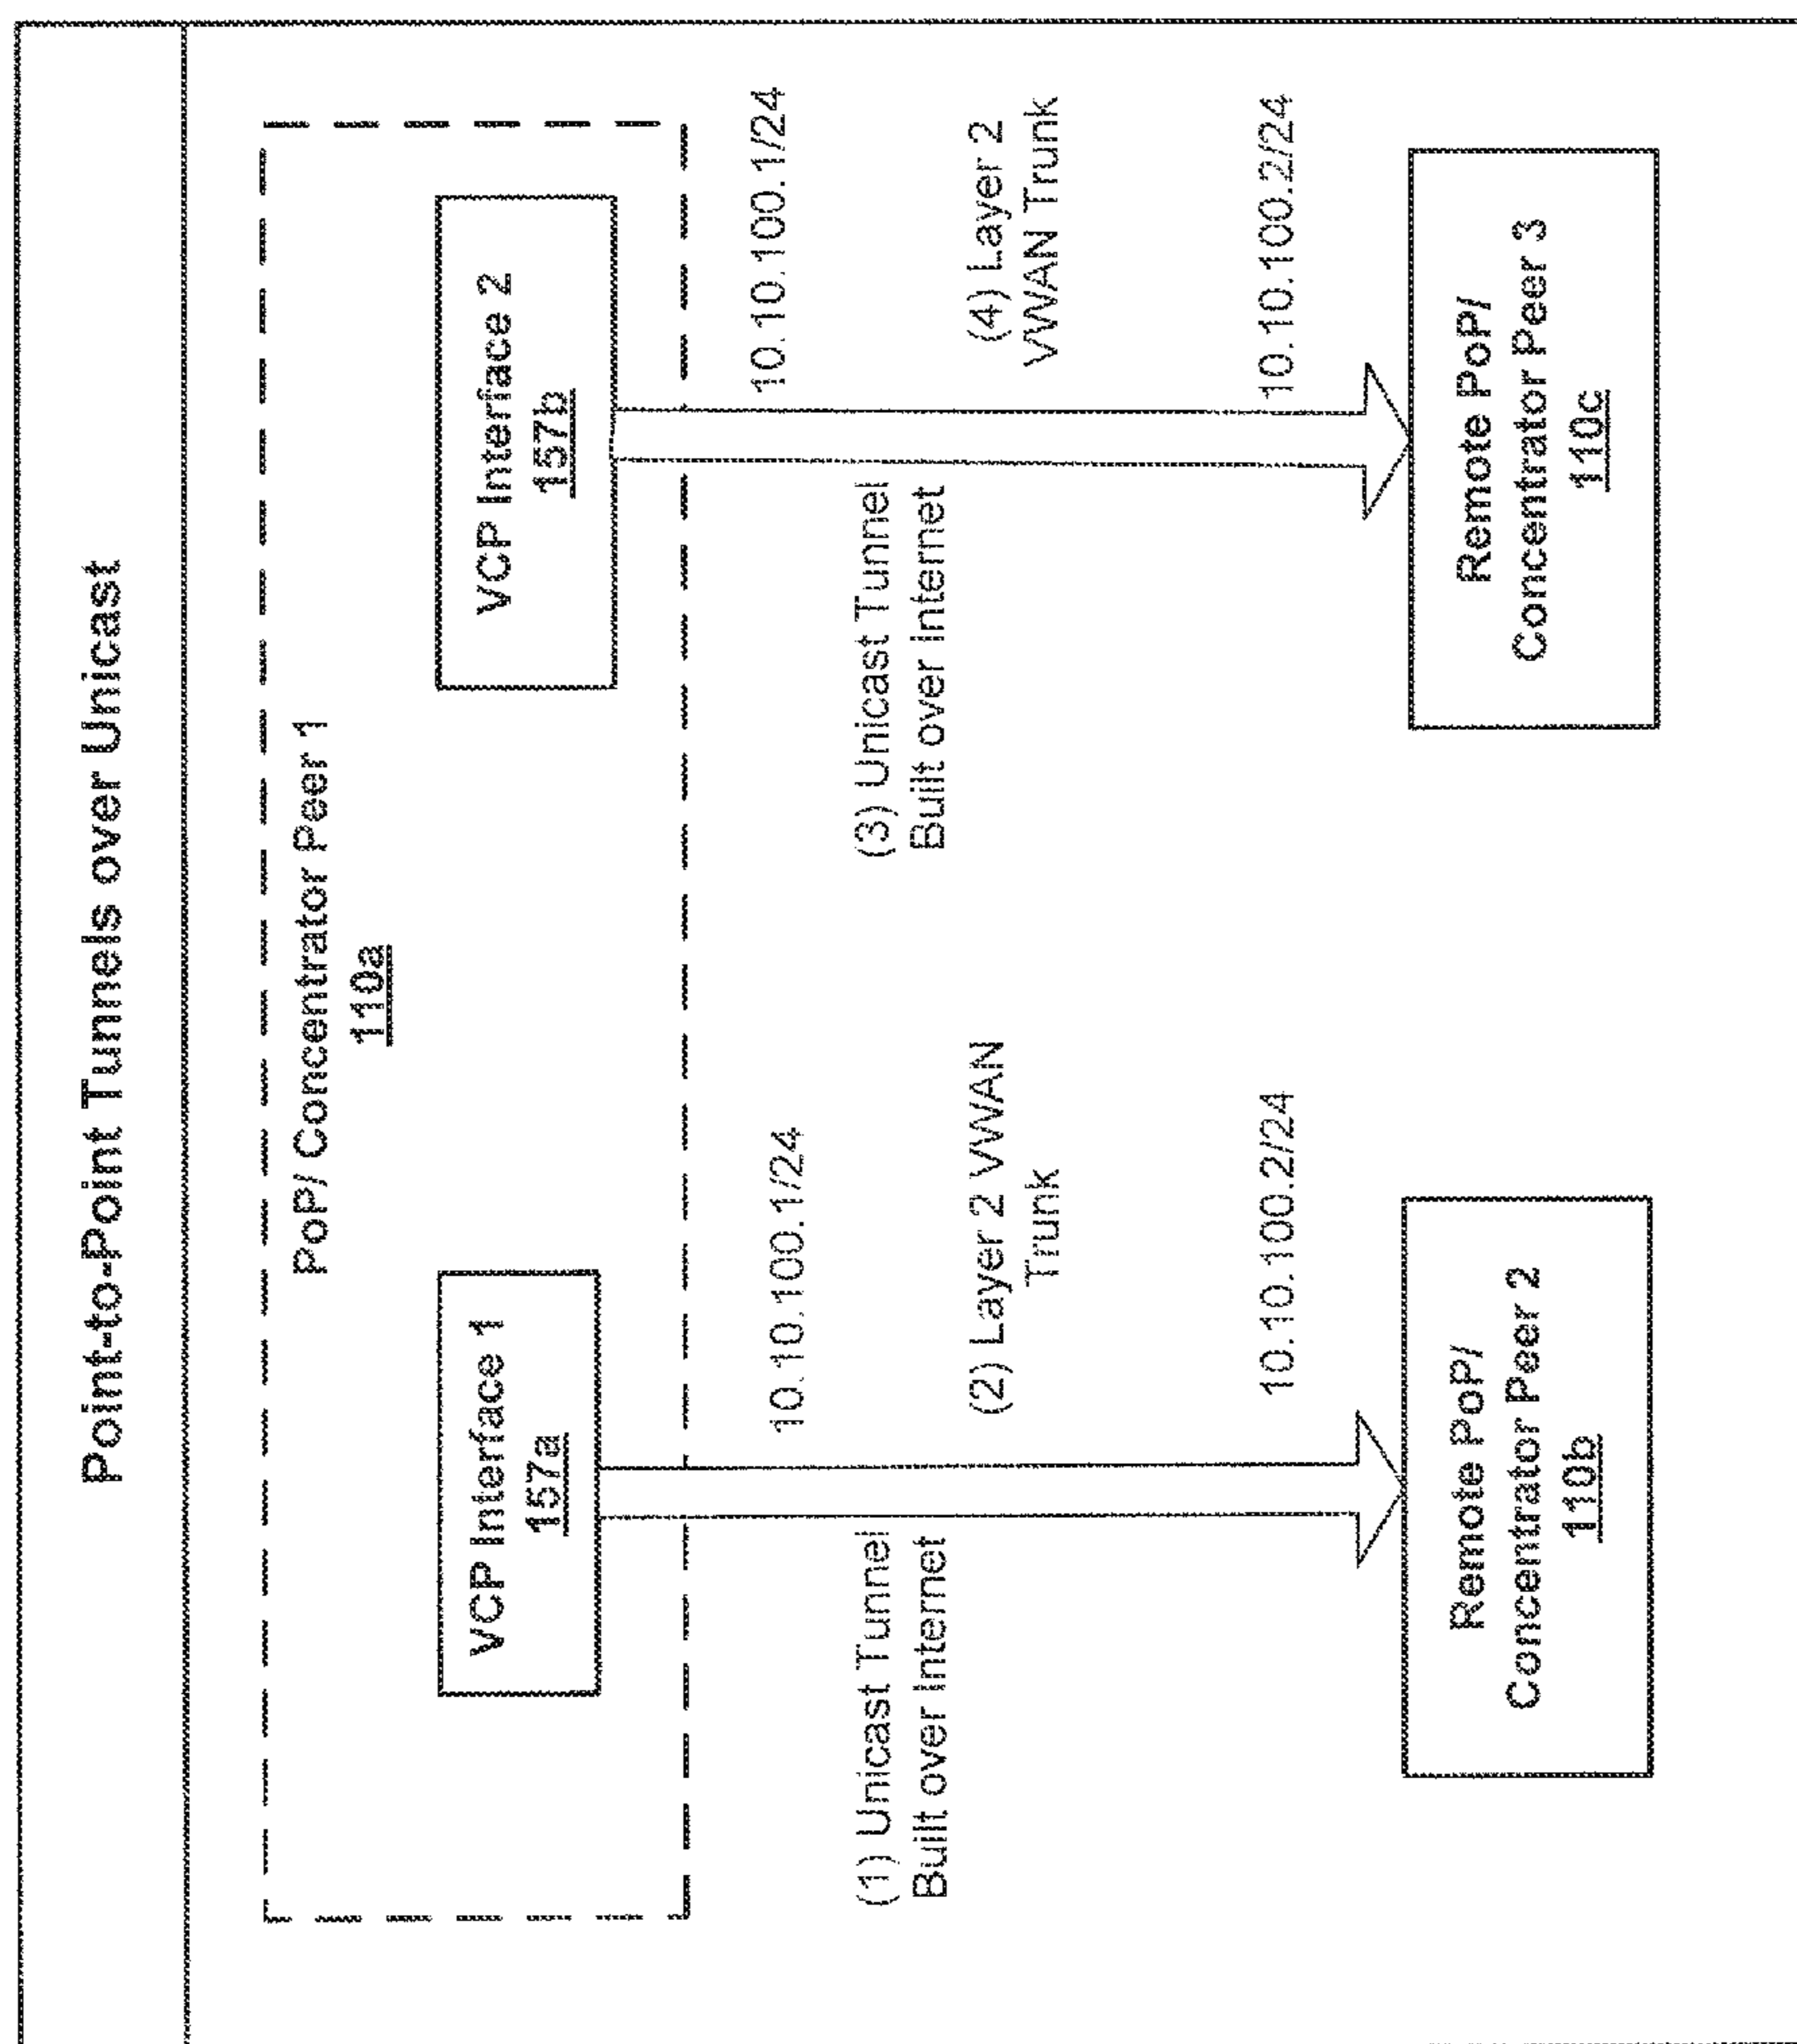 Point-to-Point Tunnels over Unicast
PoP/ Concentrator Peer 1
110a
VCP Interface 1
157a
VCP Interface 2
157b
10.10.100.1/24
10.10.100.1/24
(1) Unicast Tunnel
Built over Internet
(2) Layer 2 VWAN
Trunk
(3) Unicast Tunnel
Built over Internet
(4) Layer 2
VWAN Trunk
10.10.100.2/24
10.10.100.2/24
Remote PoP/
Concentrator Peer 2
110b
Remote PoP/
Concentrator Peer 3
110c